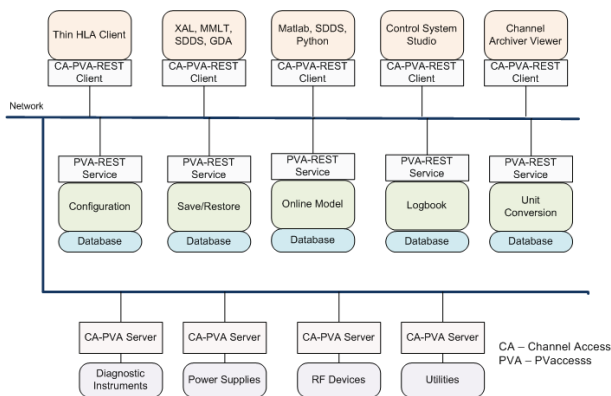 Thin HLA Client
XAL, MMLT,
SDDS, GDA
Matlab, SDDS,
Python
Control System
Studio
Channel
Archiver Viewer
CA-PVA-REST
Client
CA-PVA-REST
Client
CA-PVA-REST
Client
CA-PVA-REST
Client
CA-PVA-REST
Client
Network
PVA-REST
Service
PVA-REST
Service
PVA-REST
Service
PVA-REST
Service
PVA-REST
Service
Configuration
Save/Restore
Online Model
Logbook
Unit
Conversion
Database
Database
Database
Database
Database
CA-PVA Server
CA-PVA Server
CA-PVA Server
CA-PVA Server
Diagnostic
Instruments
Power Supplies
RF Devices
Utilities
CA – Channel Access
PVA – PVaccesss